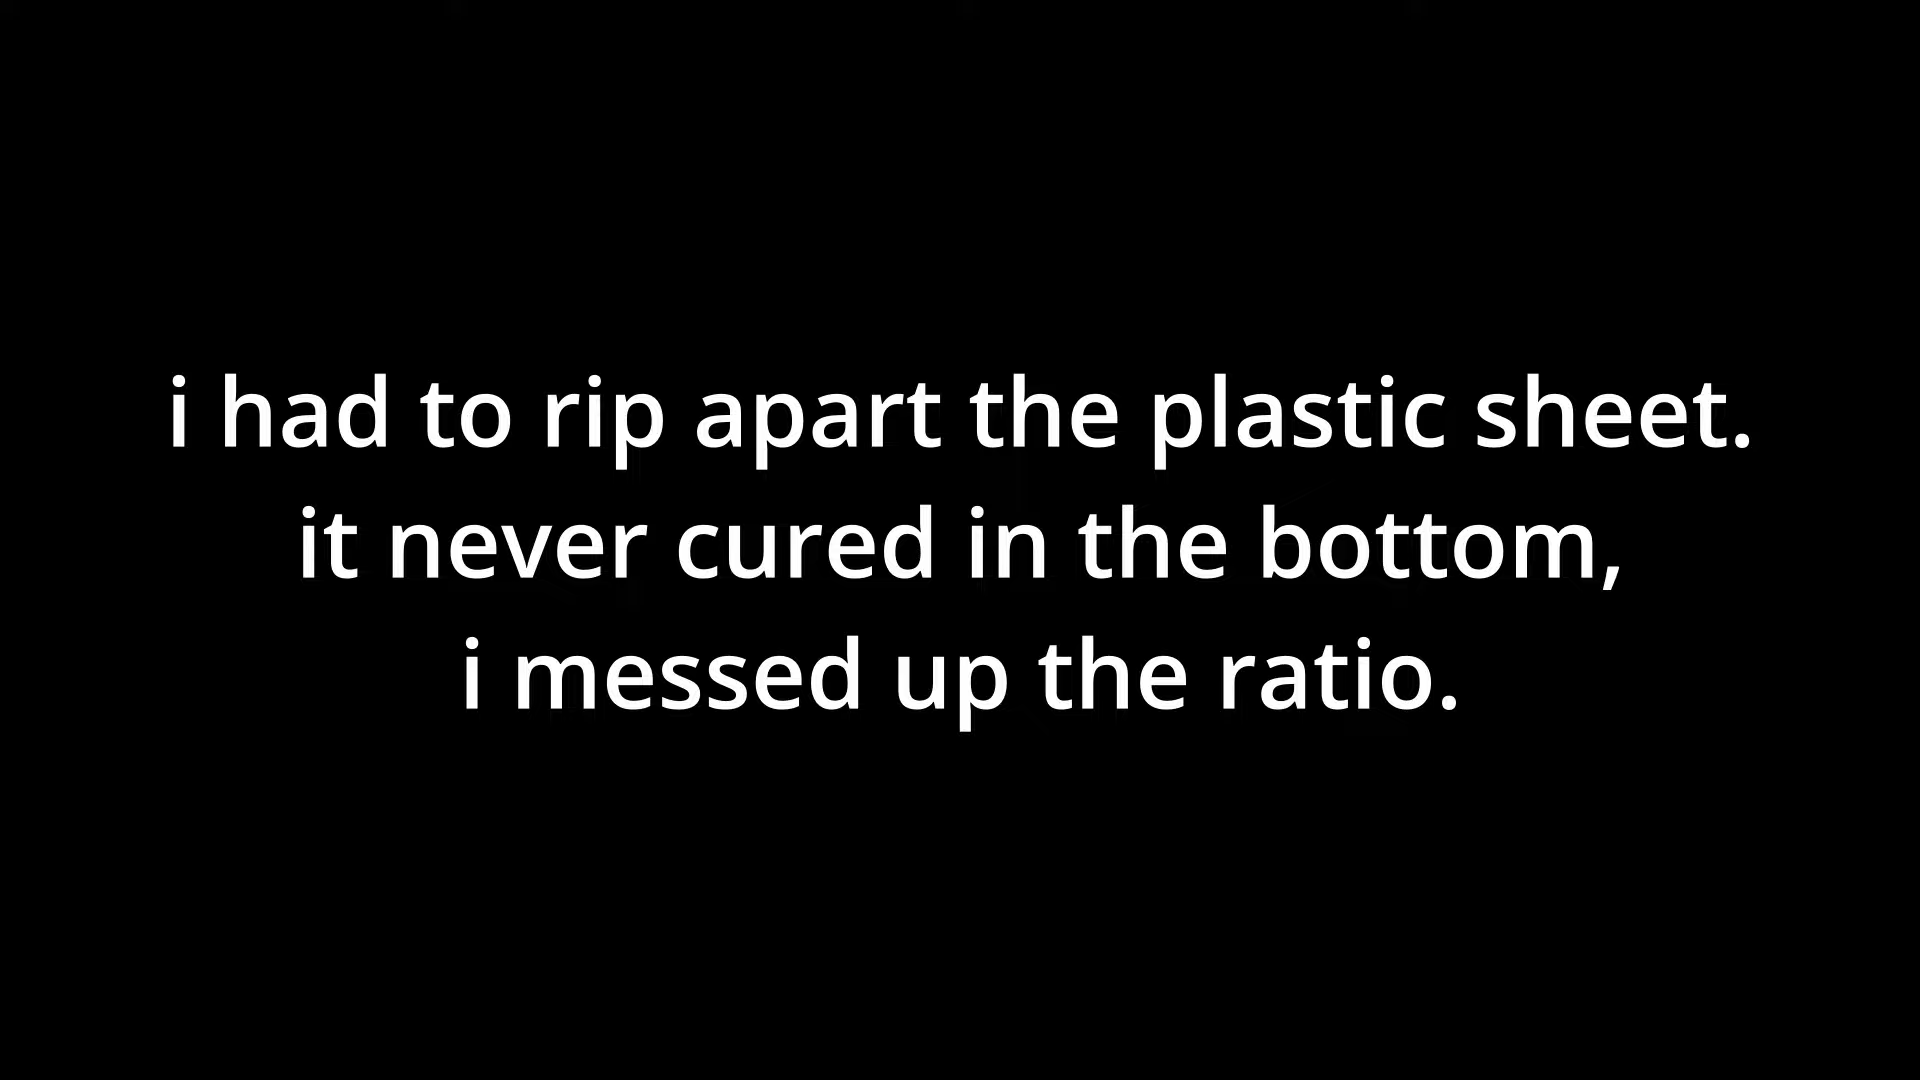 i had to rip apart the plastic sheet.
it never cured in the bottom,
i messed up the ratio.